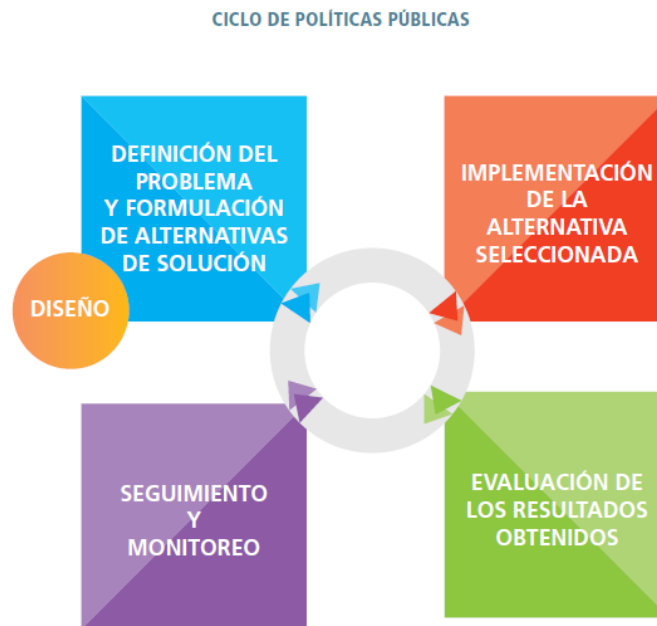 CICLO DE POLÍTICAS PÚBLICAS
DEFINICIÓN DEL
PROBLEMA
Y FORMULACIÓN
DE ALTERNATIVAS
DE SOLUCIÓN
IMPLEMENTACIÓN
DE LA
ALTERNATIVA
SELECCIONADA
DISEÑO
SEGUIMIENTO
Y
MONITOREO
EVALUACIÓN DE
LOS RESULTADOS
OBTENIDOS